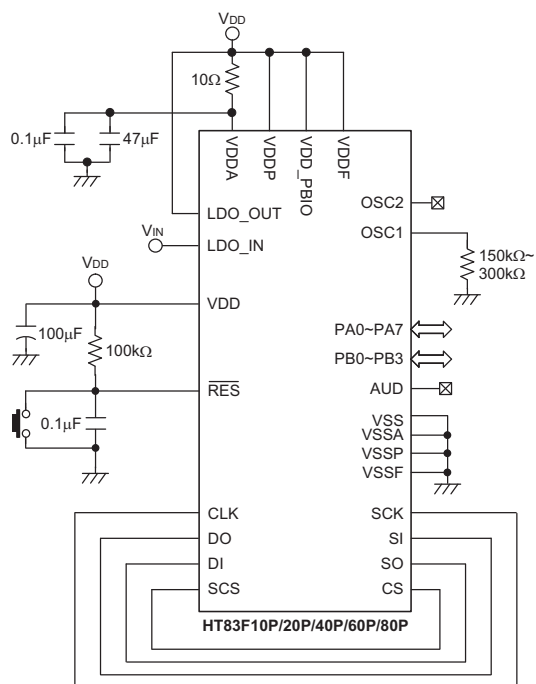 VDD
10Ω
0.1μF
47μF
VDDA
VDDP
VDD_PBIO
VDDF
LDO_OUT
OSC2
VIN
LDO_IN
OSC1
150kΩ~
300kΩ
VDD
VDD
100μF
100kΩ
PA0~PA7
PB0~PB3
RES
AUD
0.1μF
VSS
VSSA
VSSP
VSSF
CLK
SCK
DO
SI
DI
SO
SCS
CS
HT83F10P/20P/40P/60P/80P